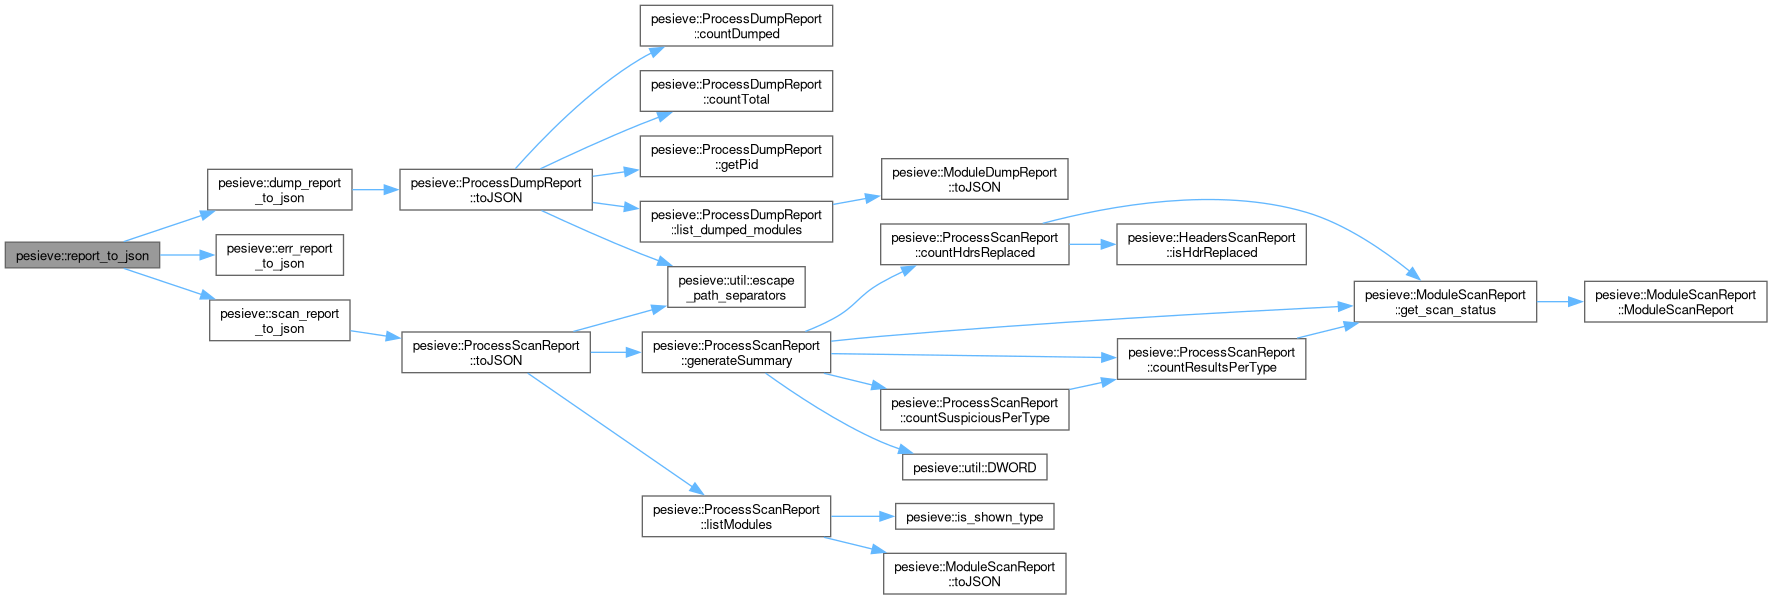 pesieve::report_to_json
pesieve::dump_report
_to_json
pesieve::err_report
_to_json
pesieve::scan_report
_to_json
pesieve::ProcessDumpReport
::toJSON
pesieve::ProcessScanReport
::toJSON
pesieve::ProcessDumpReport
::countDumped
pesieve::ProcessDumpReport
::countTotal
pesieve::ProcessDumpReport
::getPid
pesieve::ProcessDumpReport
::list_dumped_modules
pesieve::util::escape
_path_separators
pesieve::ProcessScanReport
::generateSummary
pesieve::ProcessScanReport
::listModules
pesieve::ModuleDumpReport
::toJSON
pesieve::ProcessScanReport
::countHdrsReplaced
pesieve::ProcessScanReport
::countSuspiciousPerType
pesieve::util::DWORD
pesieve::is_shown_type
pesieve::ModuleScanReport
::toJSON
pesieve::HeadersScanReport
::isHdrReplaced
pesieve::ProcessScanReport
::countResultsPerType
pesieve::ModuleScanReport
::get_scan_status
pesieve::ModuleScanReport
::ModuleScanReport